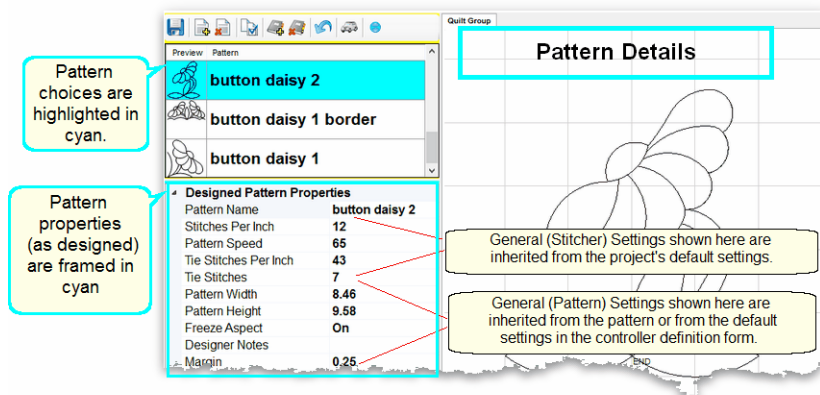 Quilt Group
Pattern Details
Preview Pattern
button daisy 2
button daisy 1 border
button daisy 1
Pattern
choices are
highlighted in
cyan.
Pattern
properties
(as designed)
are framed in
cyan
Designed Pattern Properties
Pattern Name button daisy 2
Stitches Per Inch 12
Pattern Speed 65
Tie Stitches Per Inch 43
Tie Stitches 7
Pattern Width 8.46
Pattern Height 9.58
Freeze Aspect On
Designer Notes
Margin 0.25
General (Stitcher) Settings shown here are
inherited from the project's default settings.
General (Pattern) Settings shown here are
inherited from the pattern or from the default
settings in the controller definition form.
END